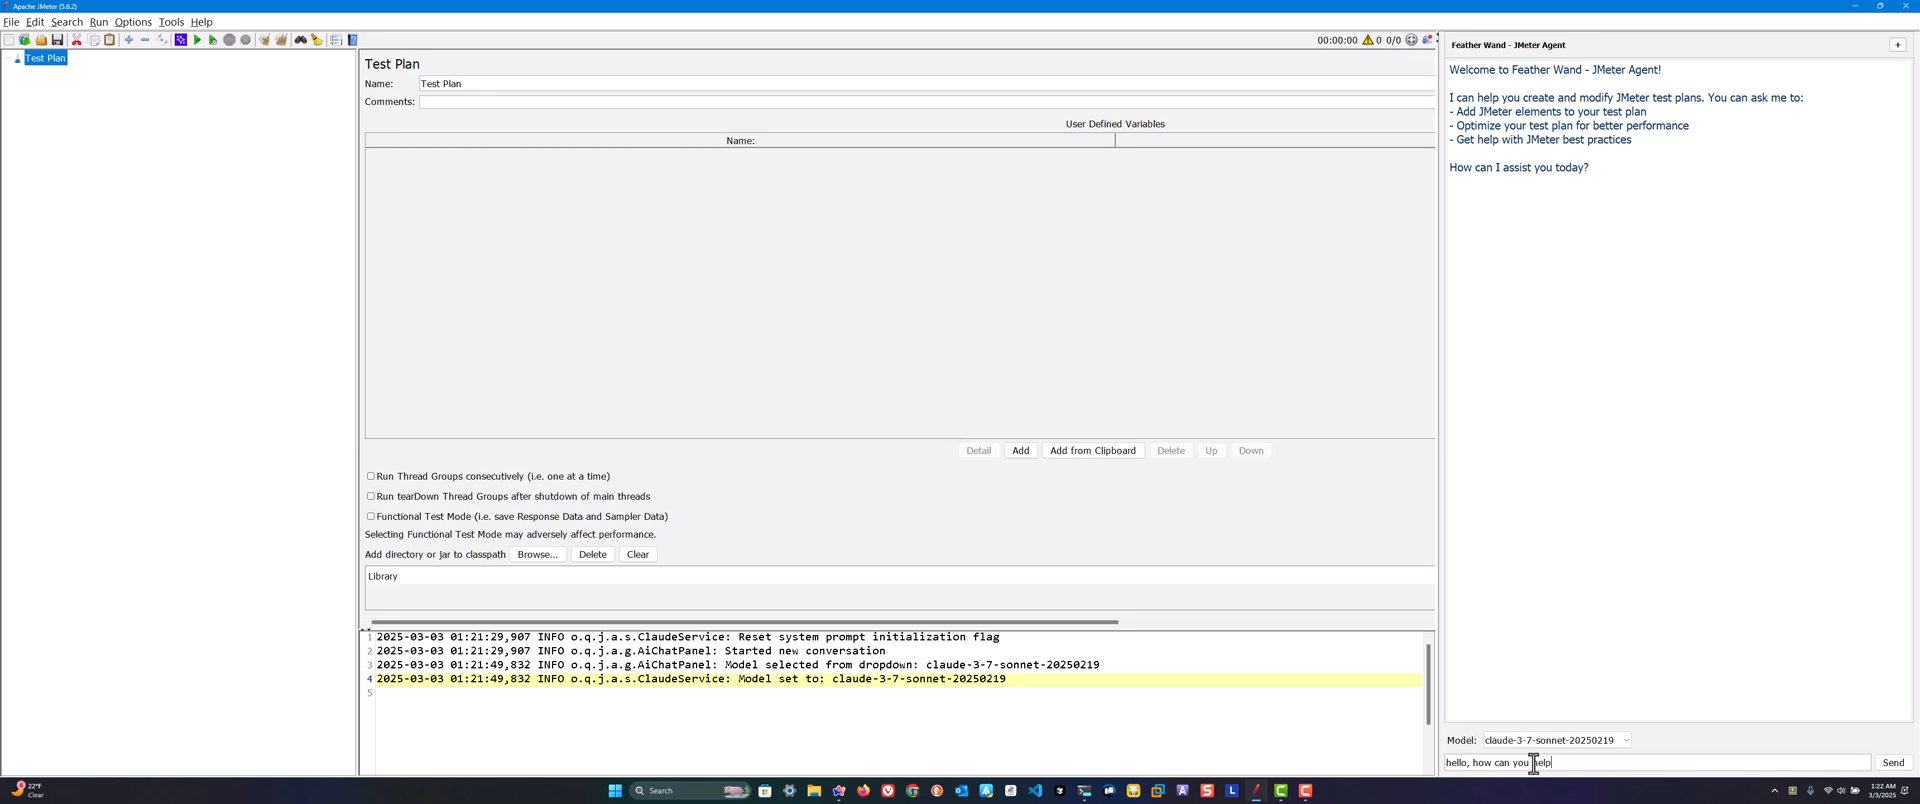 Apache JMeter (5.6.2)
File Edit Search Run Options Tools Help
00:00:00 0 0/0
Test Plan
Test Plan
Name: Test Plan
Comments:
User Defined Variables
Name:
Detail Add Add from Clipboard Delete Up Down
Run Thread Groups consecutively (i.e. one at a time)
Run tearDown Thread Groups after shutdown of main threads
Functional Test Mode (i.e. save Response Data and Sampler Data)
Selecting Functional Test Mode may adversely affect performance.
Add directory or jar to classpath Browse... Delete Clear
Library
1 2025-03-03 01:21:29,907 INFO o.q.j.a.s.ClaudeService: Reset system prompt initialization flag
2 2025-03-03 01:21:29,907 INFO o.q.j.a.g.AiChatPanel: Started new conversation
3 2025-03-03 01:21:49,832 INFO o.q.j.a.g.AiChatPanel: Model selected from dropdown: claude-3-7-sonnet-20250219
4 2025-03-03 01:21:49,832 INFO o.q.j.a.s.ClaudeService: Model set to: claude-3-7-sonnet-20250219
5
Feather Wand - JMeter Agent
+
Welcome to Feather Wand - JMeter Agent!
I can help you create and modify JMeter test plans. You can ask me to:
- Add JMeter elements to your test plan
- Optimize your test plan for better performance
- Get help with JMeter best practices
How can I assist you today?
Model: claude-3-7-sonnet-20250219
hello, how can you help
Send
22°F
Clear
Search
1:22 AM
3/3/2025